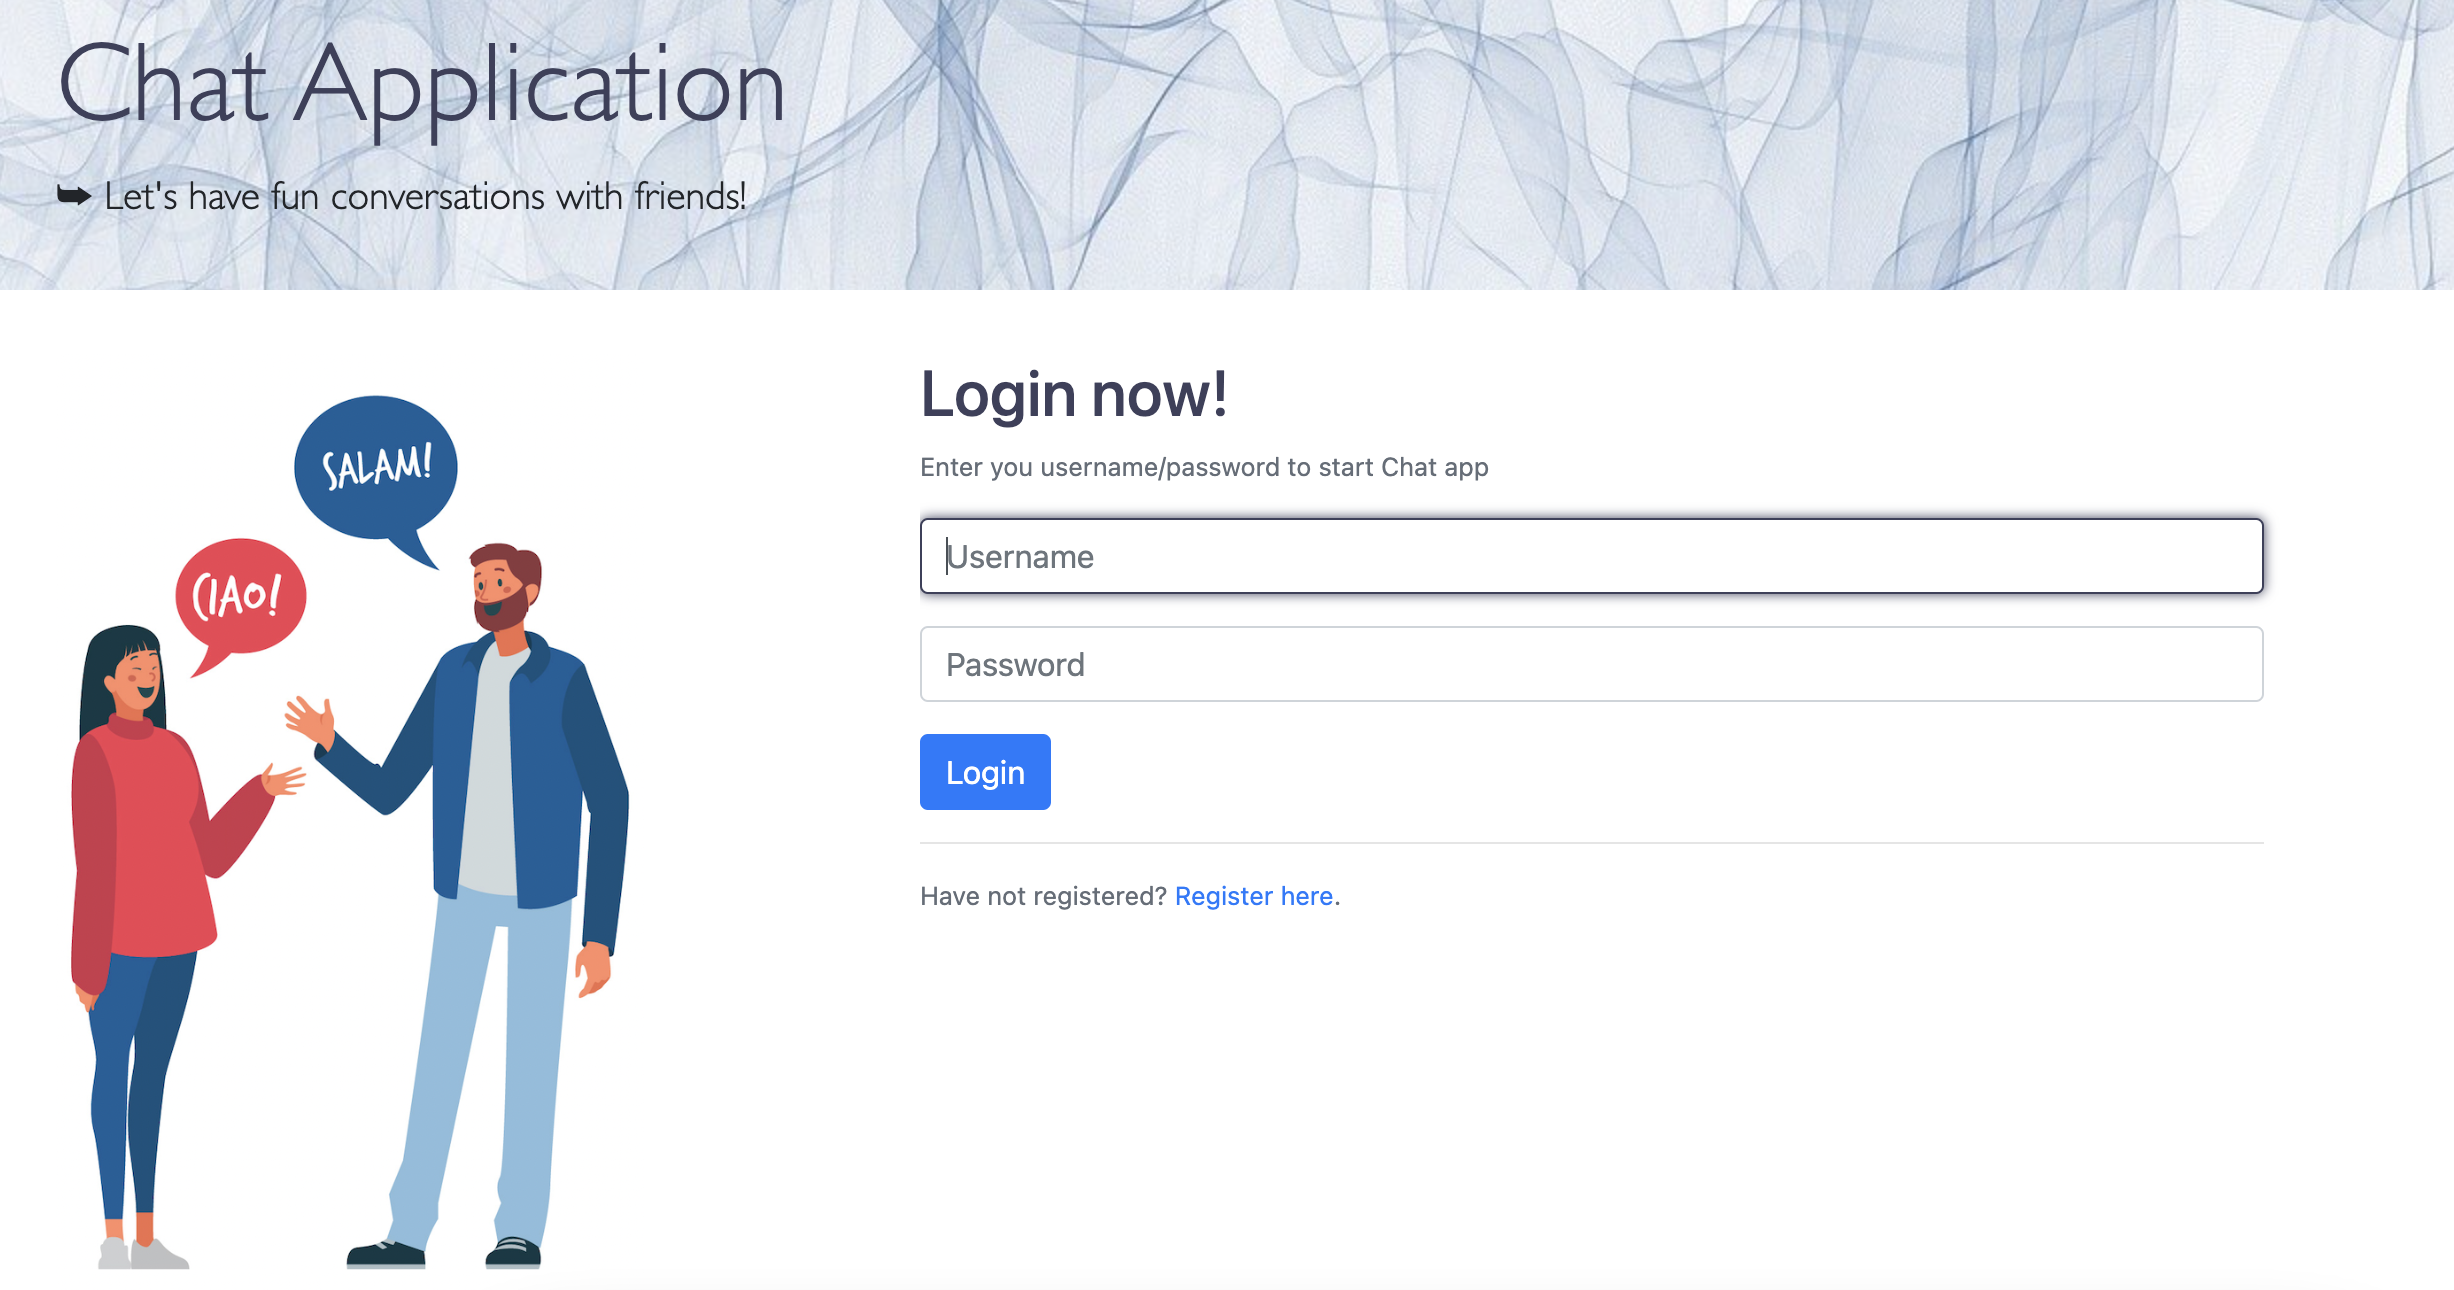 Chat Application
➥ Let's have fun conversations with friends!
SALAM!
CIAO!
Login now!
Enter you username/password to start Chat app
Username
Password
Login
Have not registered? Register here.